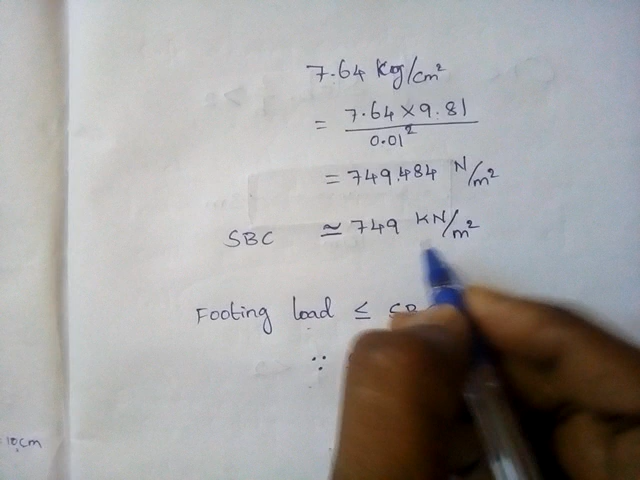 7.64 Kg/cm²
= 7.64 × 9.81
0.01²
= 749.484 N/m²
SBC ≃ 749 KN/m²
Footing load ≤
∵
10cm